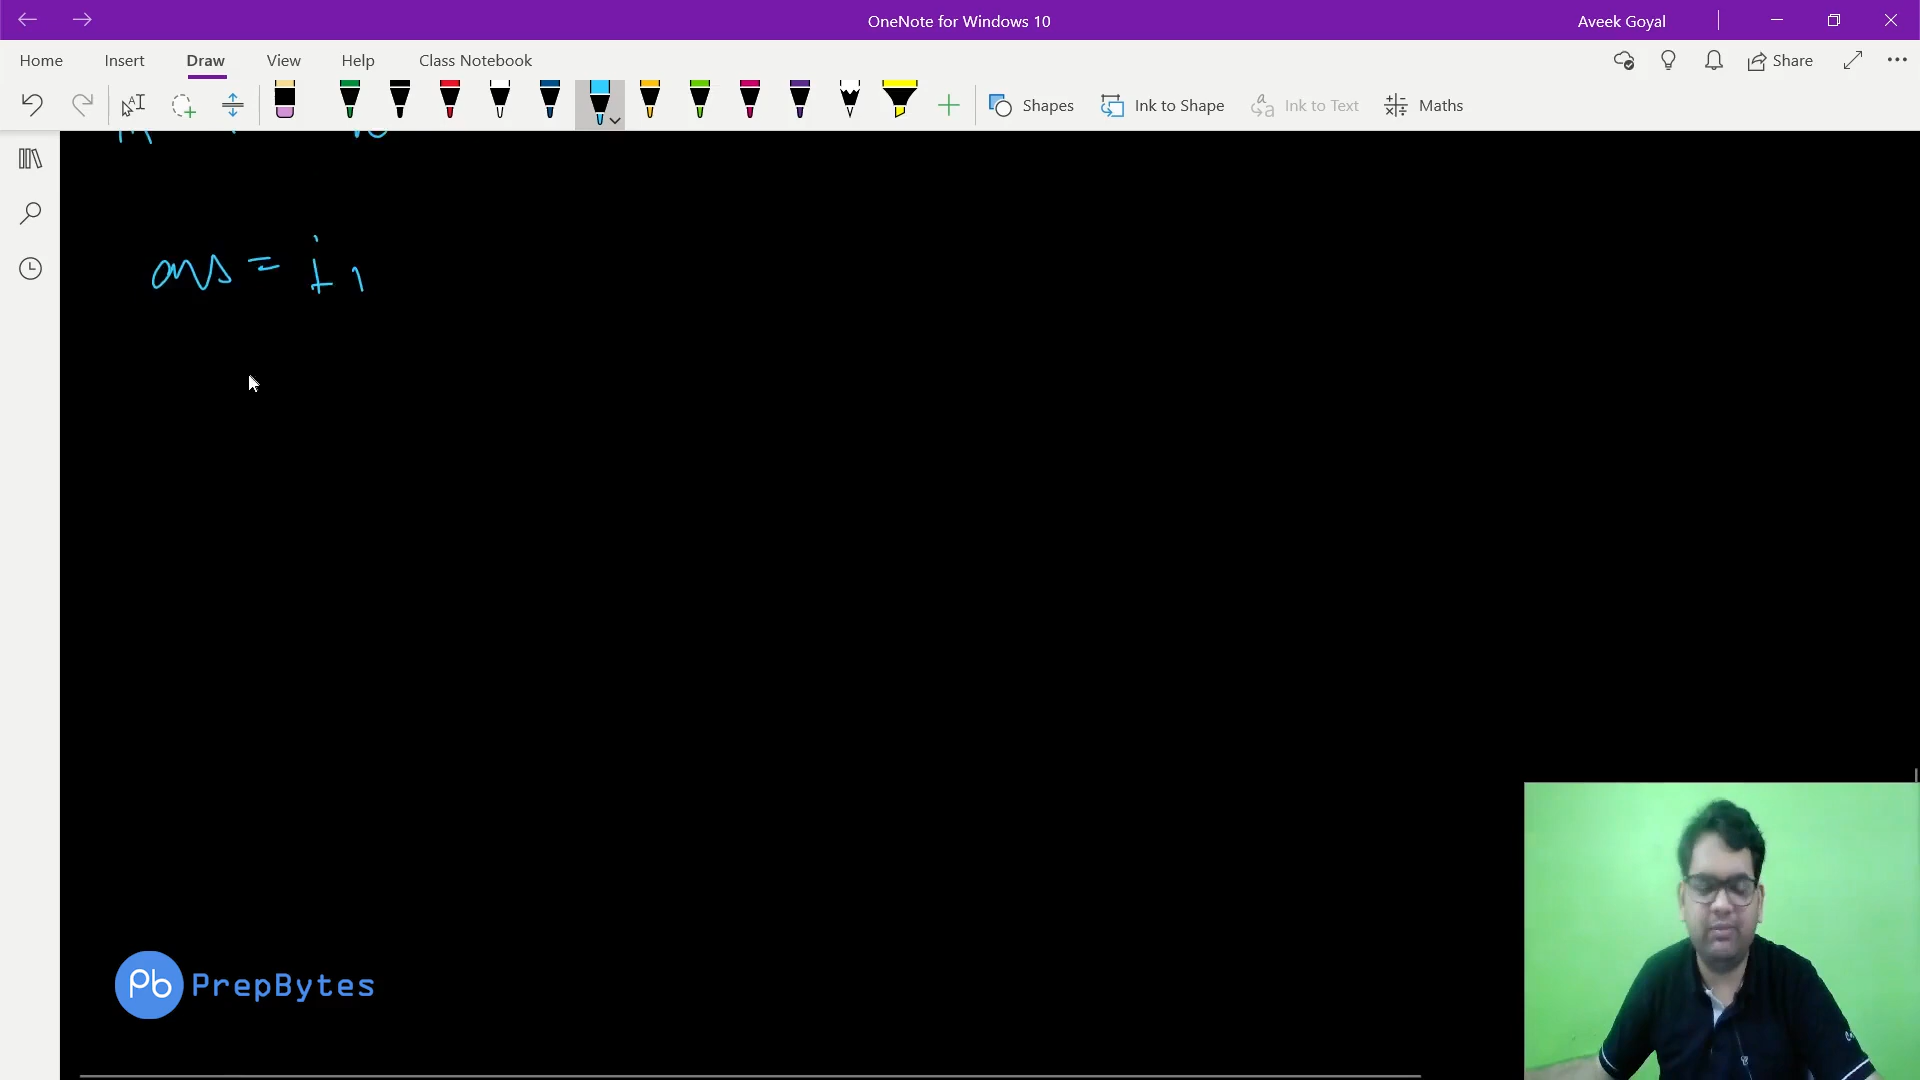 OneNote for Windows 10
Aveek Goyal
Home Insert Draw View Help Class Notebook
Share
Shapes Ink to Shape Ink to Text Maths
ans = i
Pb PrepBytes